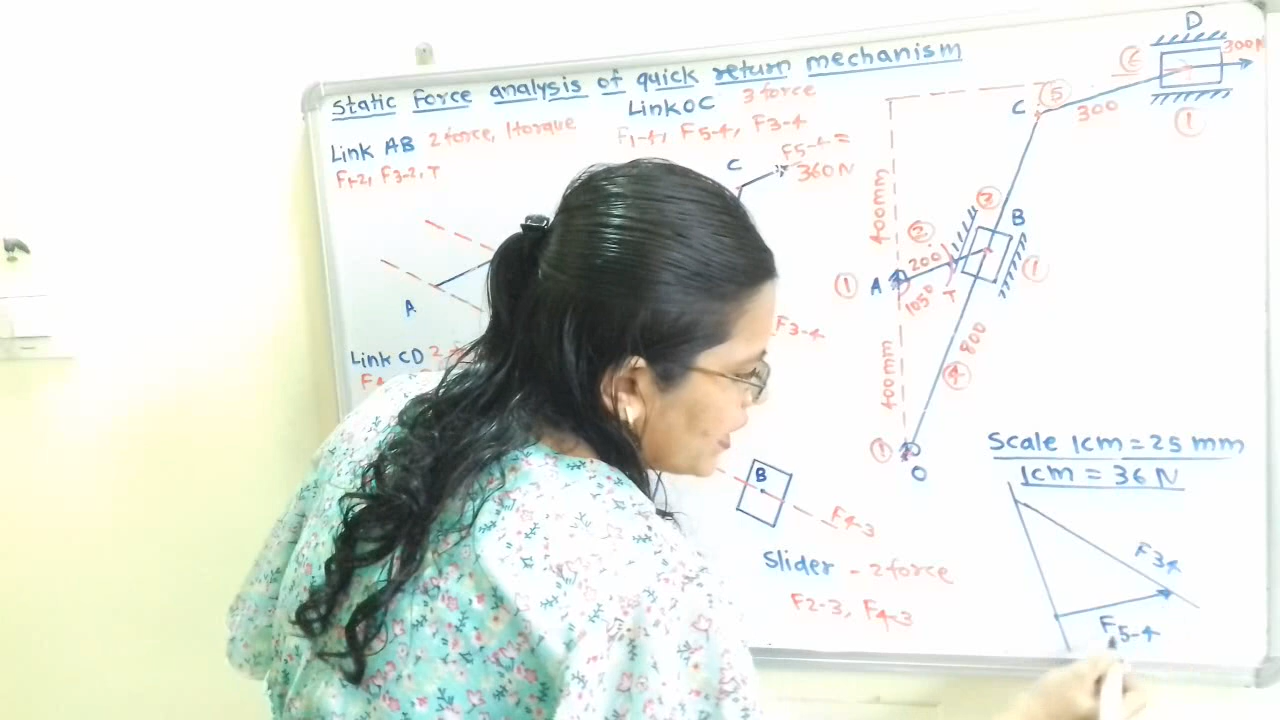 Static Force analysis of quick return mechanism
Link AB 2 force, 1 torque
F1-2, F3-2, T
A
Link CD 2
Link OC 3 force
F1-4, F5-4, F3-4
C
F5-4 =
360 N
F3-4
B
F4-3
Slider - 2 force
F2-3, F4-3
D
300 N
6
1
5
C
300
400mm
3
B
2
200
1
A
105°
T
1
400mm
800
4
1
O
Scale 1cm = 25 mm
1cm = 36 N
F5-4